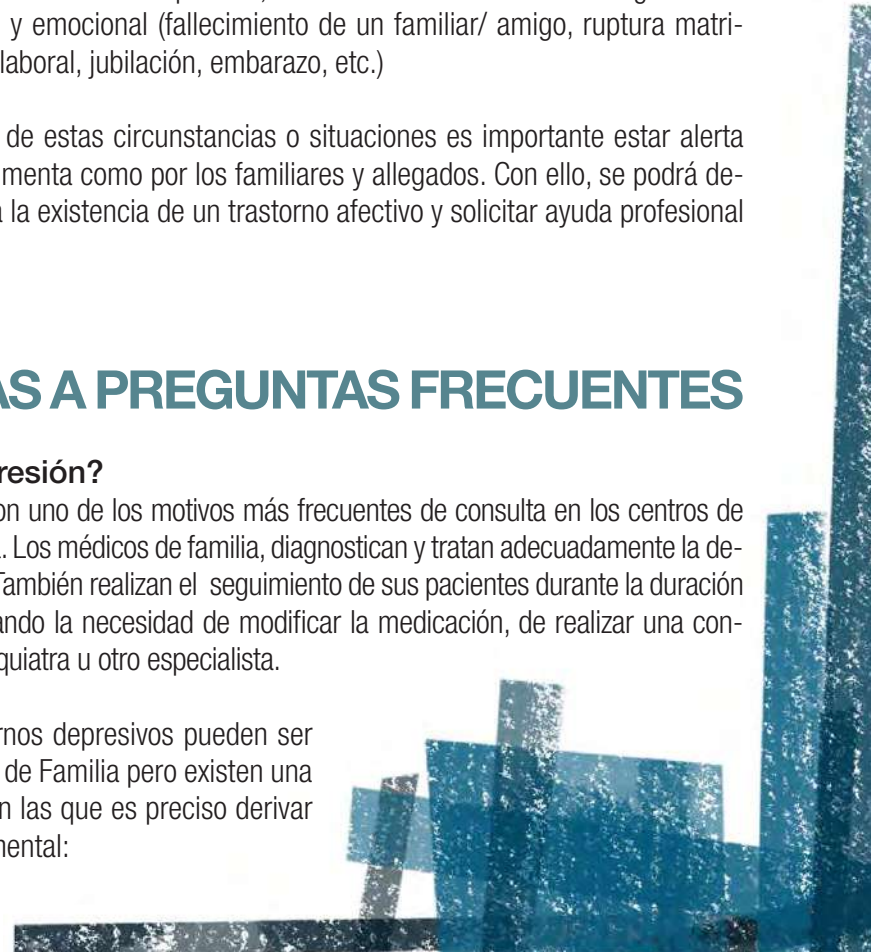 y emocional (fallecimiento de un familiar/ amigo, ruptura matri-
laboral, jubilación, embarazo, etc.)
de estas circunstancias o situaciones es importante estar alerta
menta como por los familiares y allegados. Con ello, se podrá de-
la existencia de un trastorno afectivo y solicitar ayuda profesional
AS A PREGUNTAS FRECUENTES
resión?
on uno de los motivos más frecuentes de consulta en los centros de
. Los médicos de familia, diagnostican y tratan adecuadamente la de-
También realizan el seguimiento de sus pacientes durante la duración
ando la necesidad de modificar la medicación, de realizar una con-
quiatra u otro especialista.
rnos depresivos pueden ser
de Familia pero existen una
n las que es preciso derivar
mental: